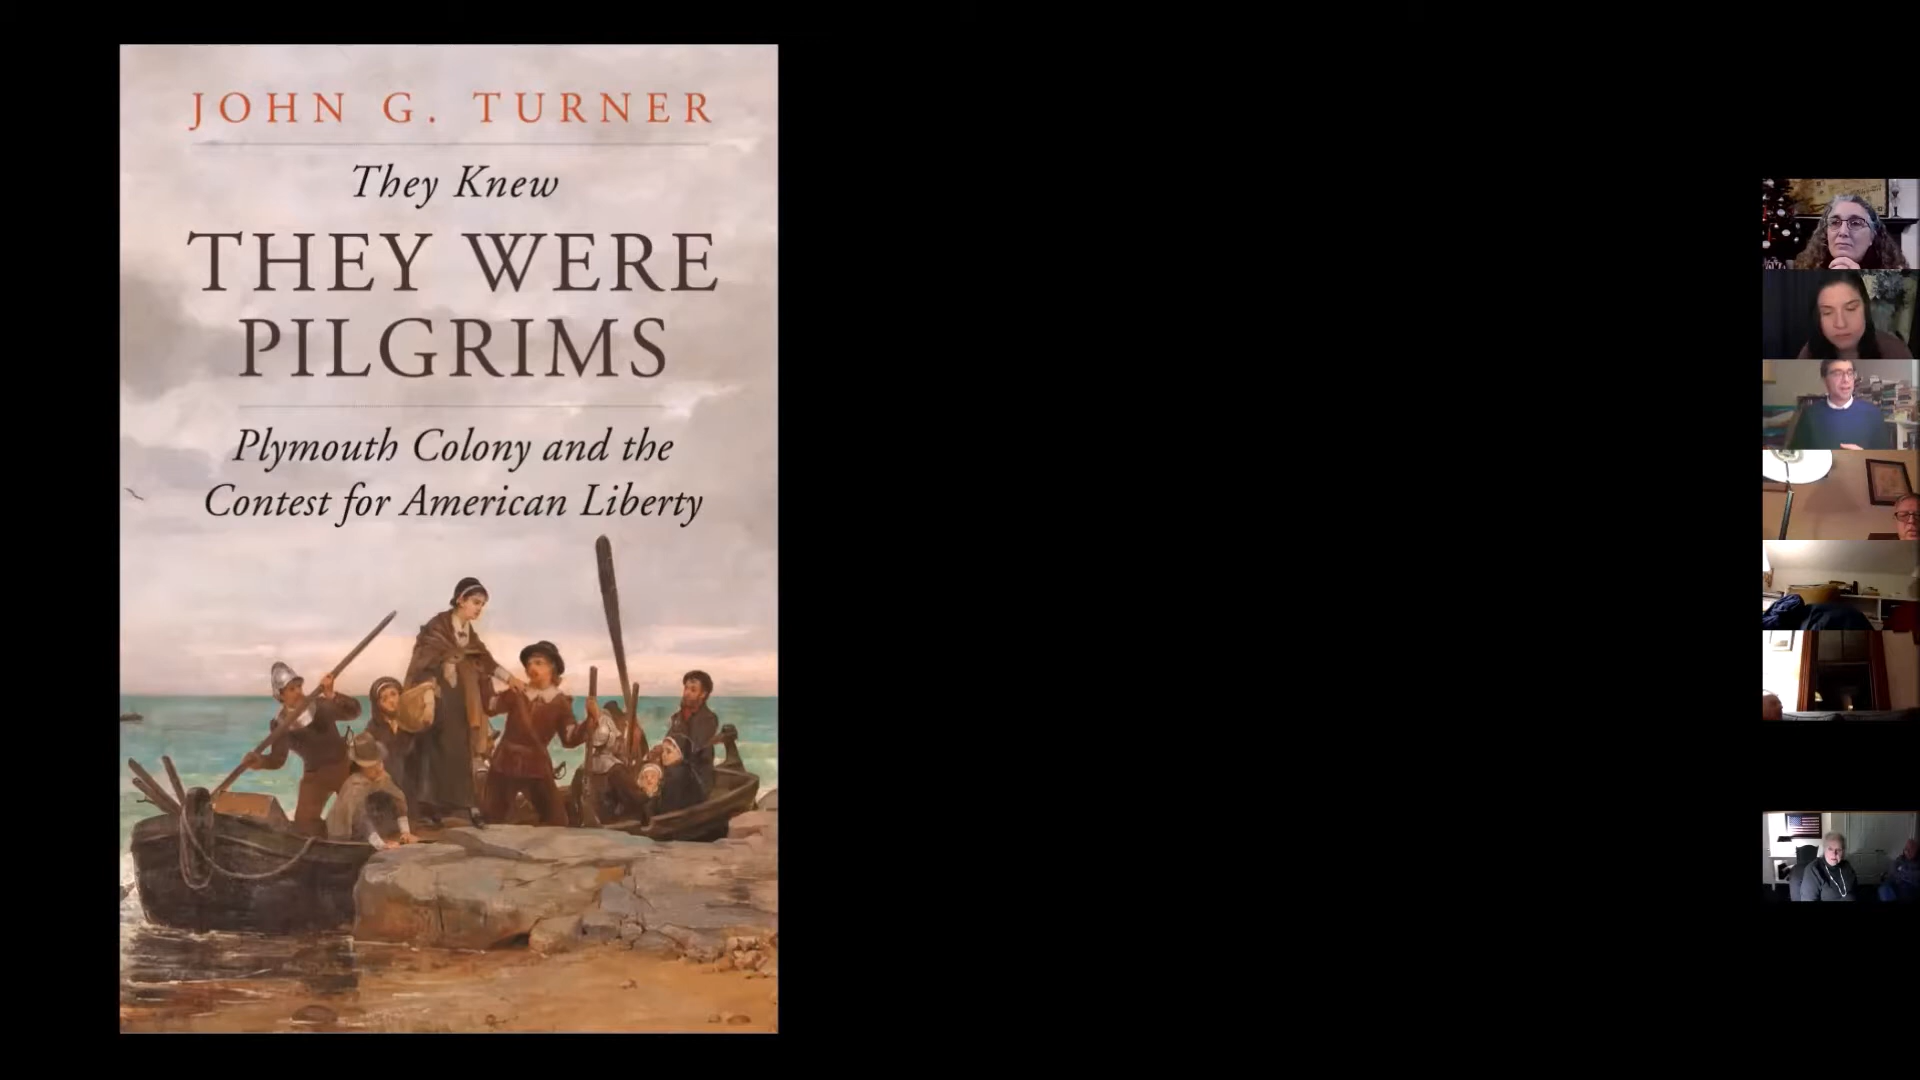 JOHN G. TURNER
They Knew
THEY WERE
PILGRIMS
Plymouth Colony and the
Contest for American Liberty